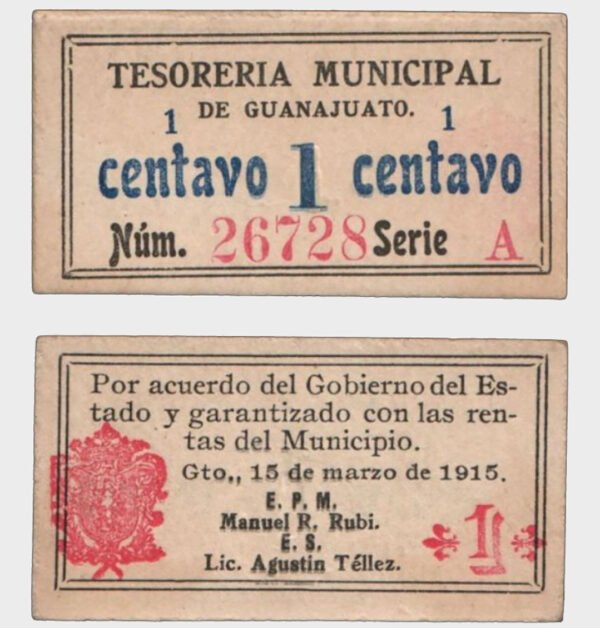 TESORERIA MUNICIPAL
DE GUANAJUATO.
1 1
centavo 1 centavo
Núm. 26728 Serie A
Por acuerdo del Gobierno del Es-
tado y garantizado con las ren-
tas del Municipio.
Gto., 15 de marzo de 1915.
E. P. M.
Manuel R. Rubi.
E. S.
Lic. Agustin Téllez.
1